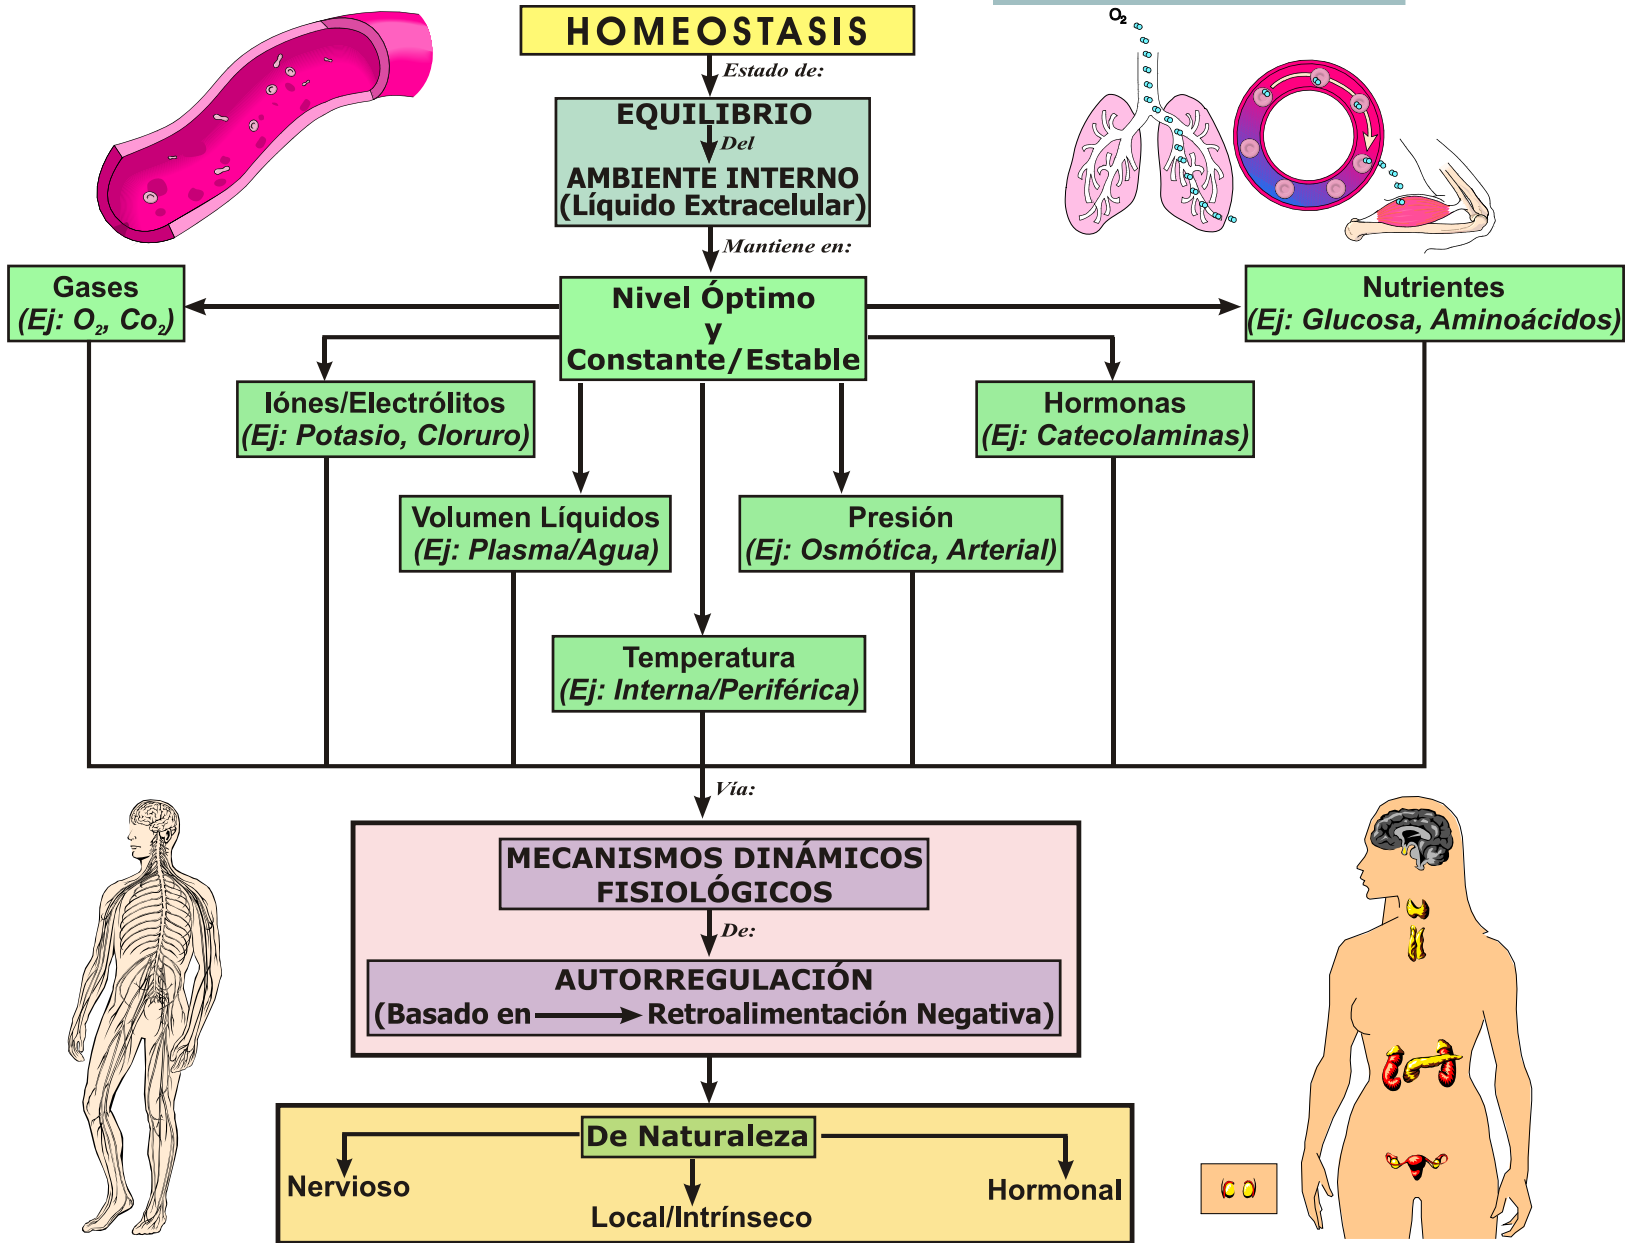 HOMEOSTASIS
O₂
Estado de:
EQUILIBRIO
Del
AMBIENTE INTERNO
(Líquido Extracelular)
Mantiene en:
Gases
(Ej: O₂, Co₂)
Nivel Óptimo
y
Constante/Estable
Nutrientes
(Ej: Glucosa, Aminoácidos)
Iónes/Electrólitos
(Ej: Potasio, Cloruro)
Hormonas
(Ej: Catecolaminas)
Volumen Líquidos
(Ej: Plasma/Agua)
Presión
(Ej: Osmótica, Arterial)
Temperatura
(Ej: Interna/Periférica)
Vía:
MECANISMOS DINÁMICOS
FISIOLÓGICOS
De:
AUTORREGULACIÓN
(Basado en Retroalimentación Negativa)
De Naturaleza
Nervioso
Local/Intrínseco
Hormonal